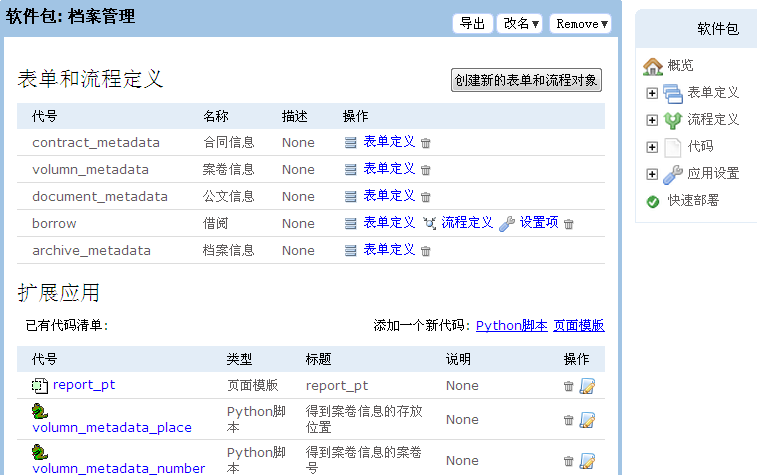 软件包: 档案管理
导出 改名▼ Remove▼
表单和流程定义 创建新的表单和流程对象
代号 名称 描述 操作
contract_metadata 合同信息 None 表单定义
volumn_metadata 案卷信息 None 表单定义
document_metadata 公文信息 None 表单定义
borrow 借阅 None 表单定义 流程定义 设置项
archive_metadata 档案信息 None 表单定义
扩展应用
已有代码清单: 添加一个新代码: Python脚本 页面模版
代号 类型 标题 说明 操作
report_pt 页面模版 report_pt None
volumn_metadata_place Python脚本 得到案卷信息的存放位置 None
volumn_metadata_number Python脚本 得到案卷信息的案卷号 None
软件包
概览
表单定义
流程定义
代码
应用设置
快速部署